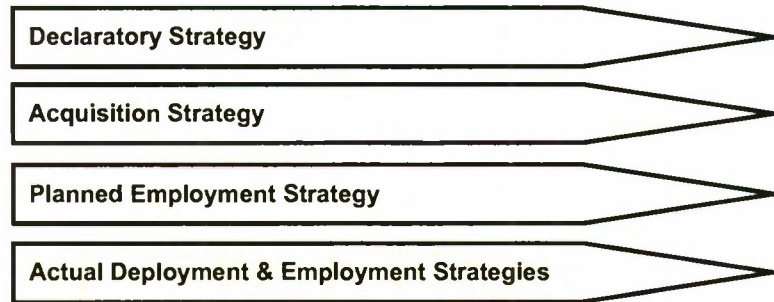 Declaratory Strategy
Acquisition Strategy
Planned Employment Strategy
Actual Deployment & Employment Strategies